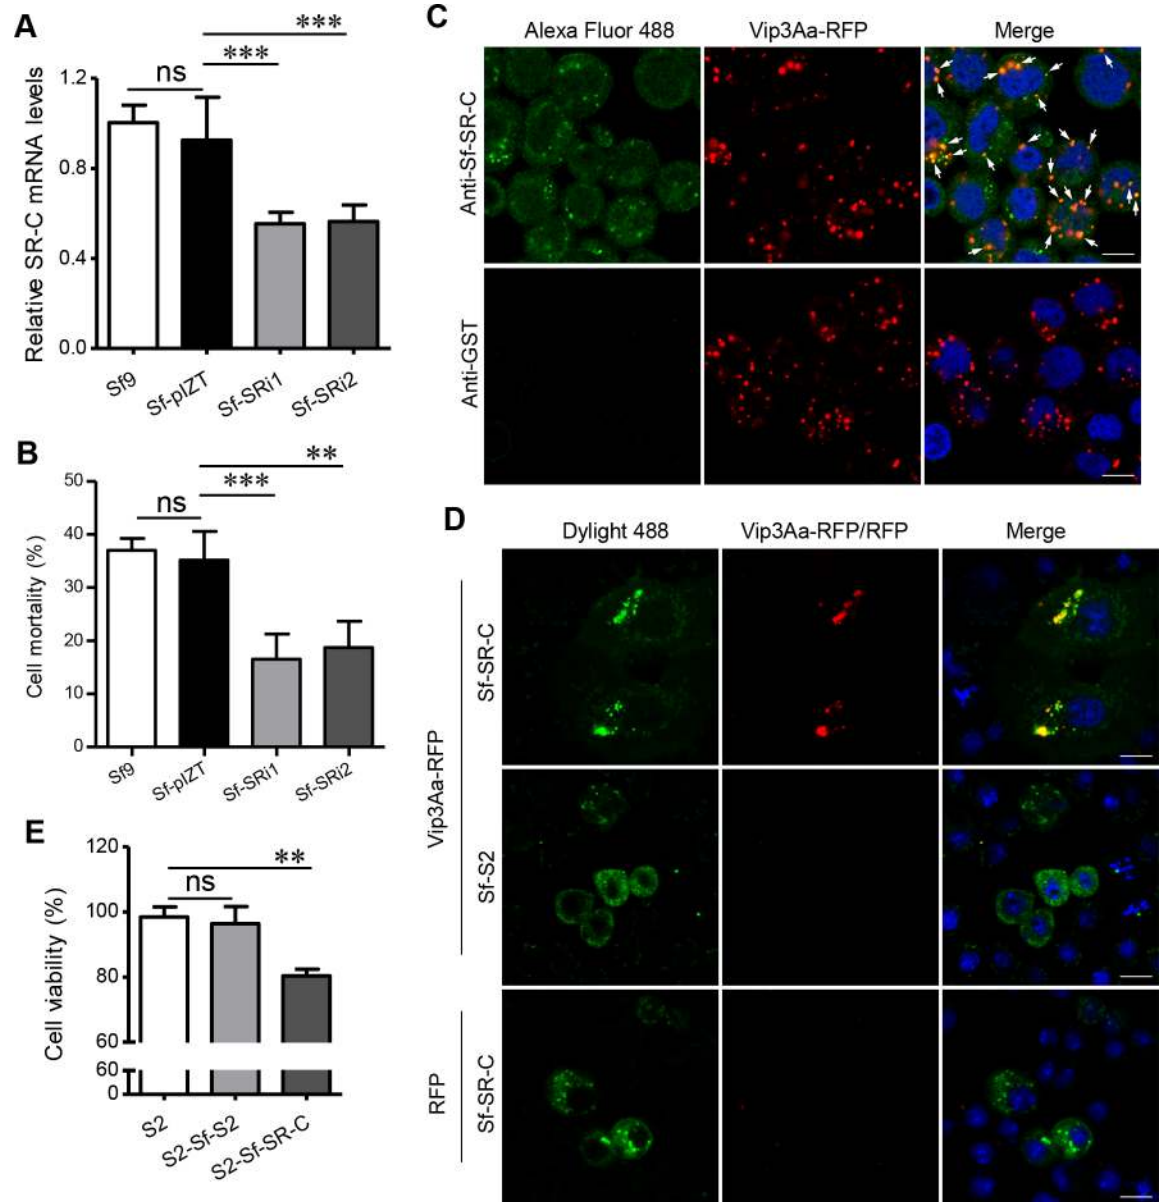 A
Relative SR-C mRNA levels
1.2
0.8
0.4
0.0
ns
***
***
Sf9
Sf-pIZT
Sf-SRi1
Sf-SRi2
B
Cell mortality (%)
50
40
30
20
10
0
ns
***
**
Sf9
Sf-pIZT
Sf-SRi1
Sf-SRi2
E
Cell viability (%)
120
100
80
60
60
0
ns
**
S2
S2-Sf-S2
S2-Sf-SR-C
C
Alexa Fluor 488
Vip3Aa-RFP
Merge
Anti-Sf-SR-C
Anti-GST
D
Dylight 488
Vip3Aa-RFP/RFP
Merge
Vip3Aa-RFP
Sf-SR-C
Sf-S2
RFP
Sf-SR-C